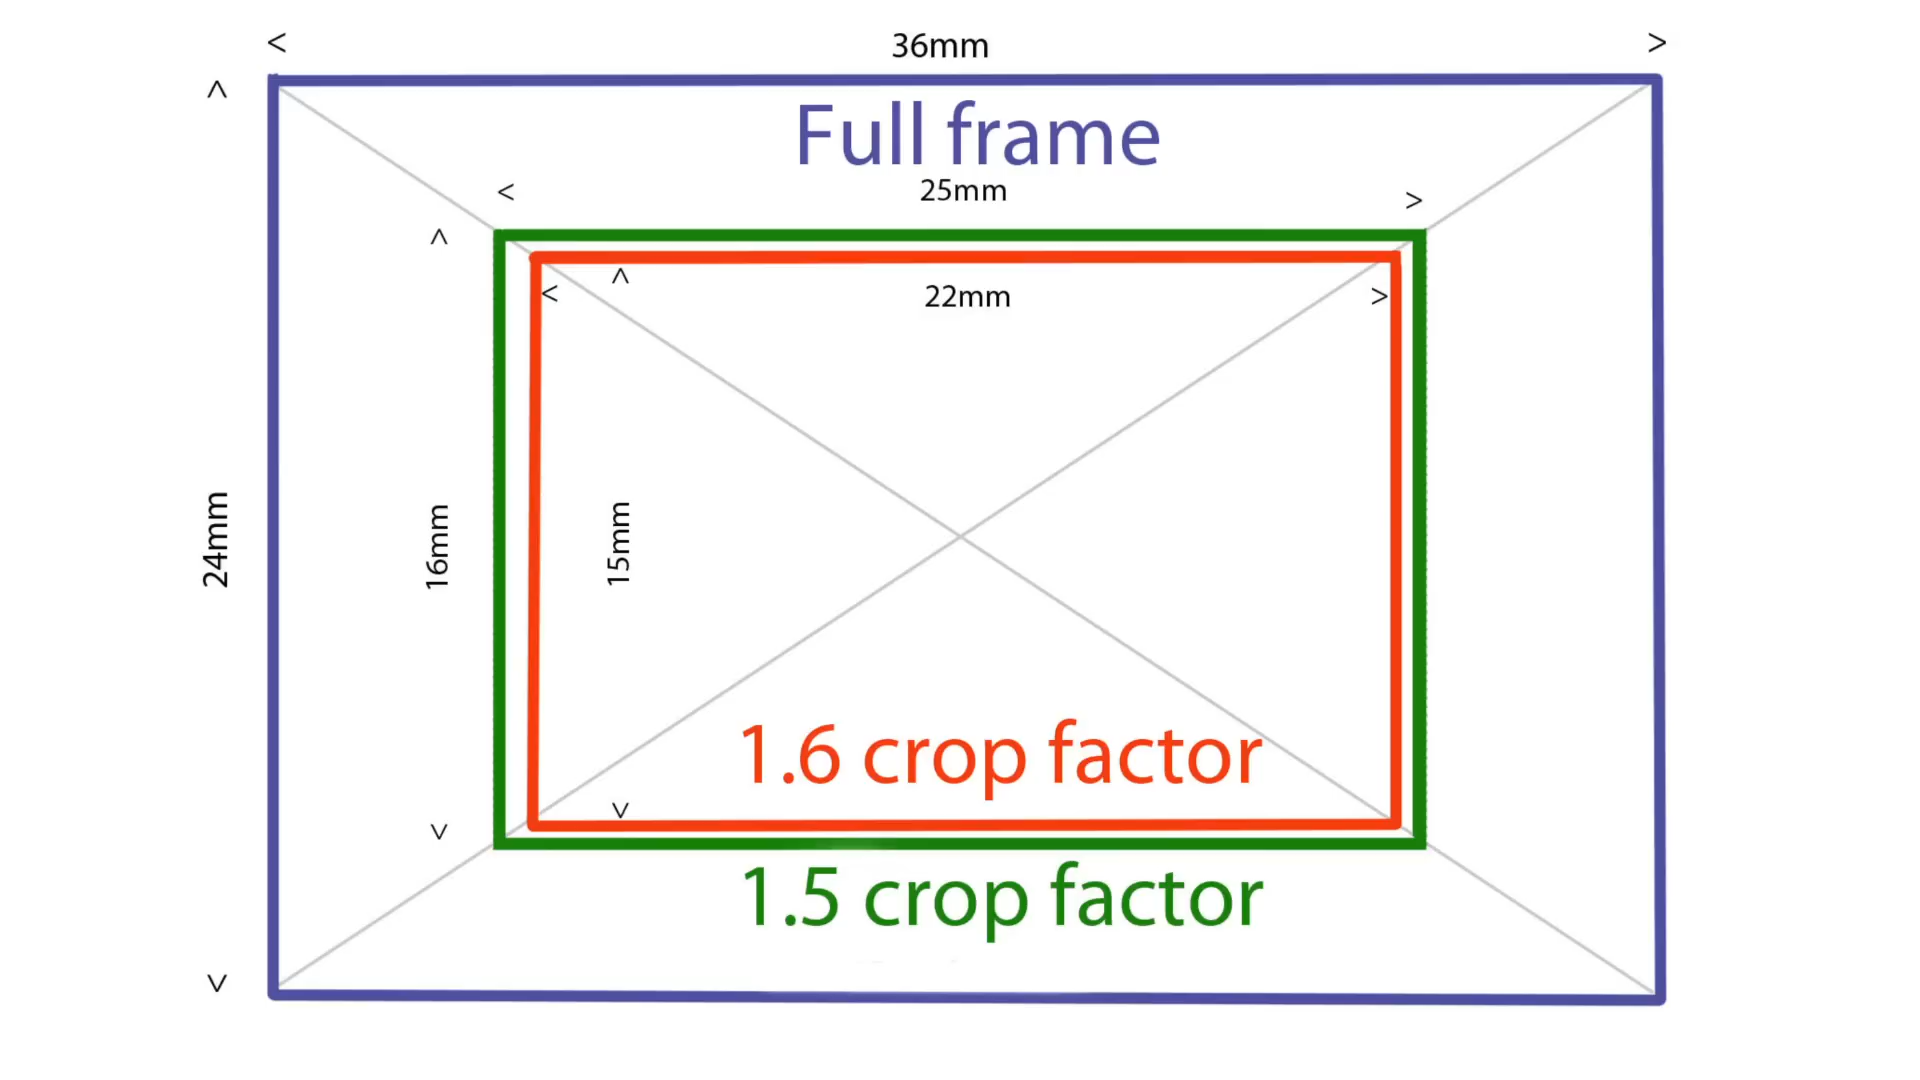 36mm
Full frame
25mm
22mm
24mm
16mm
15mm
1.6 crop factor
1.5 crop factor